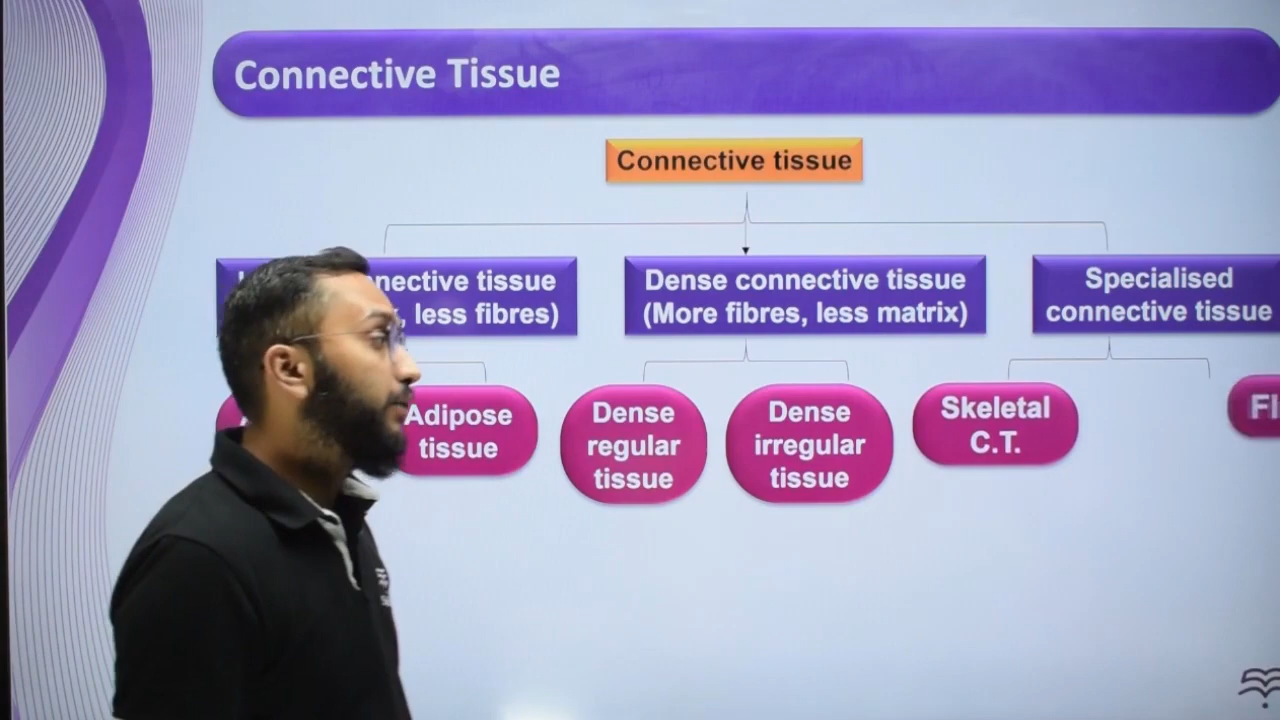 Connective Tissue
Connective tissue
nective tissue
, less fibres)
Dense connective tissue
(More fibres, less matrix)
Specialised
connective tissue
Adipose
tissue
Dense
regular
tissue
Dense
irregular
tissue
Skeletal
C.T.